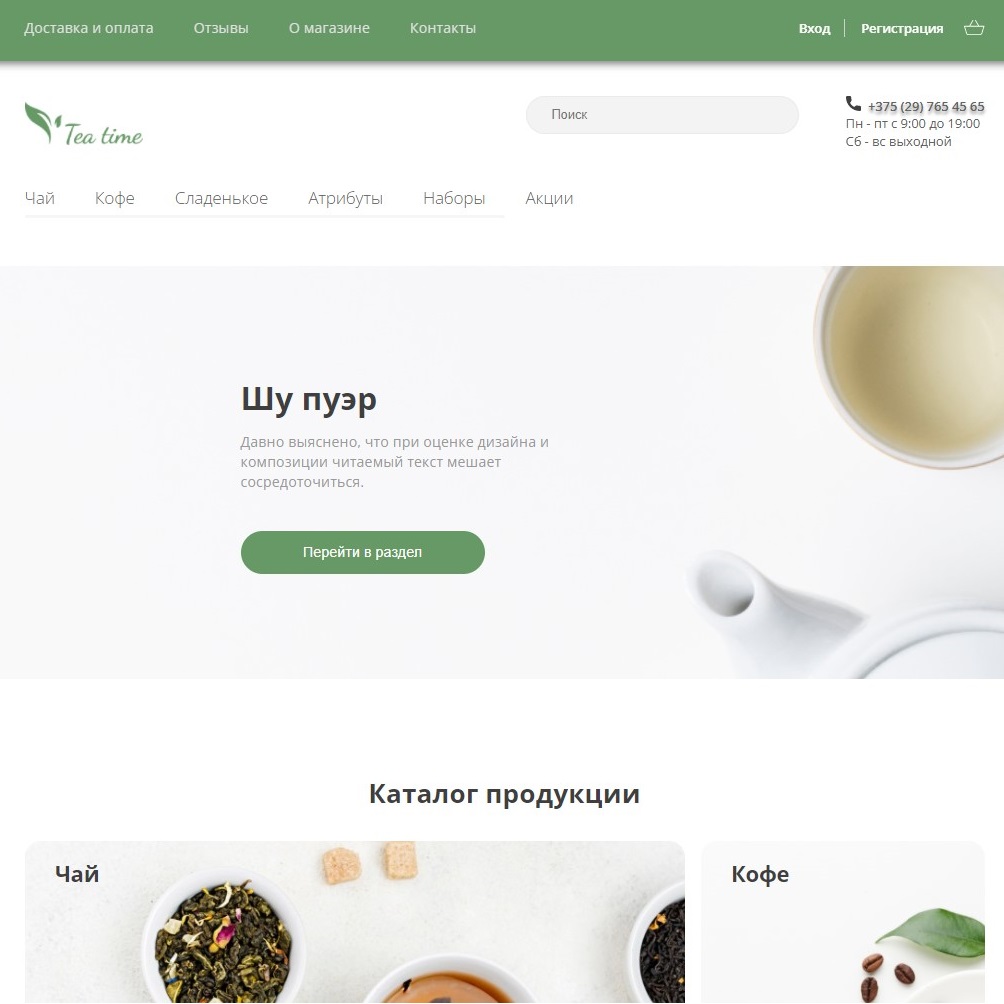 Доставка и оплата Отзывы О магазине Контакты Вход Регистрация
Tea time
Поиск
+375 (29) 765 45 65
Пн - пт с 9:00 до 19:00
Сб - вс выходной
Чай Кофе Сладенькое Атрибуты Наборы Акции
Шу пуэр
Давно выяснено, что при оценке дизайна и
композиции читаемый текст мешает
сосредоточиться.
Перейти в раздел
Каталог продукции
Чай
Кофе